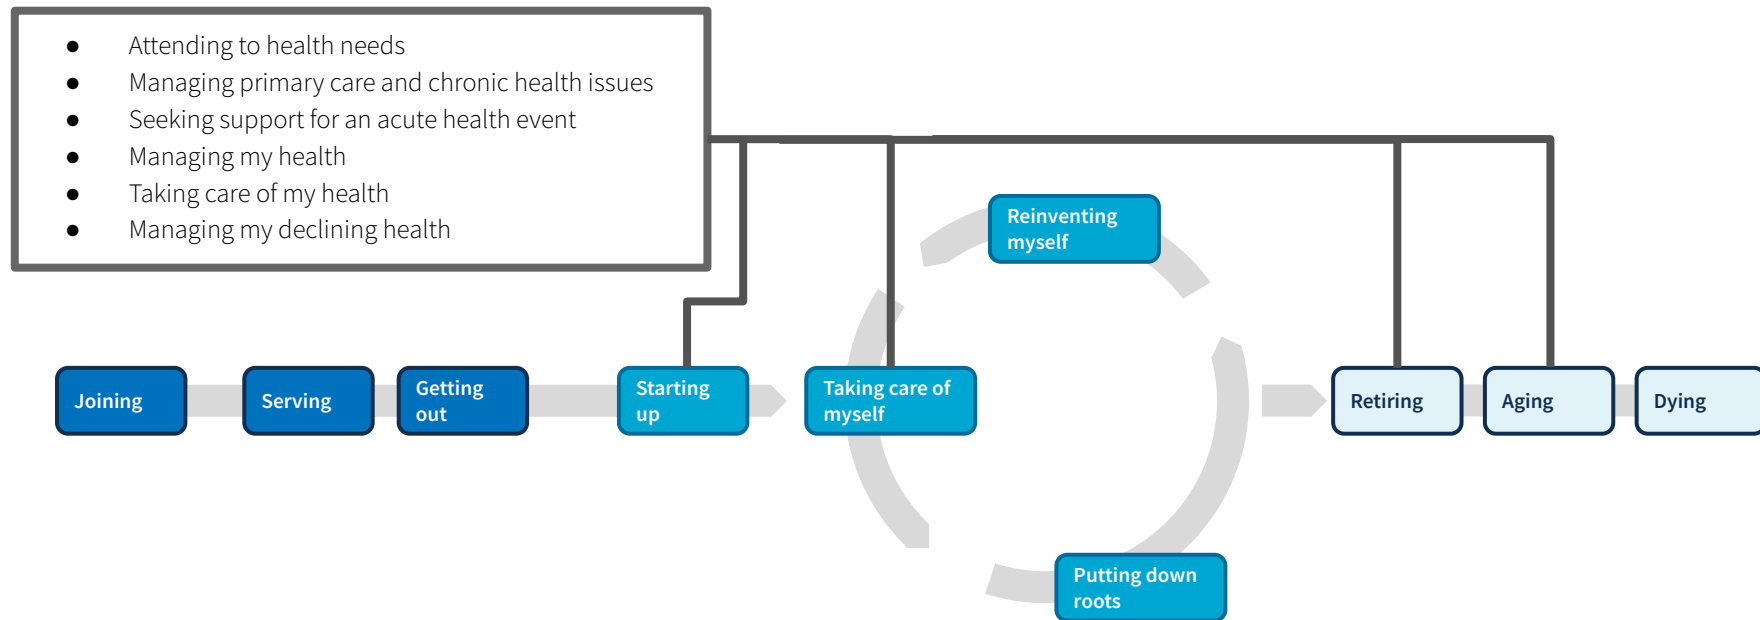 ● Attending to health needs
● Managing primary care and chronic health issues
● Seeking support for an acute health event
● Managing my health
● Taking care of my health
● Managing my declining health
Reinventing
myself
Joining
Serving
Getting
out
Starting
up
Taking care of
myself
Retiring
Aging
Dying
Putting down
roots